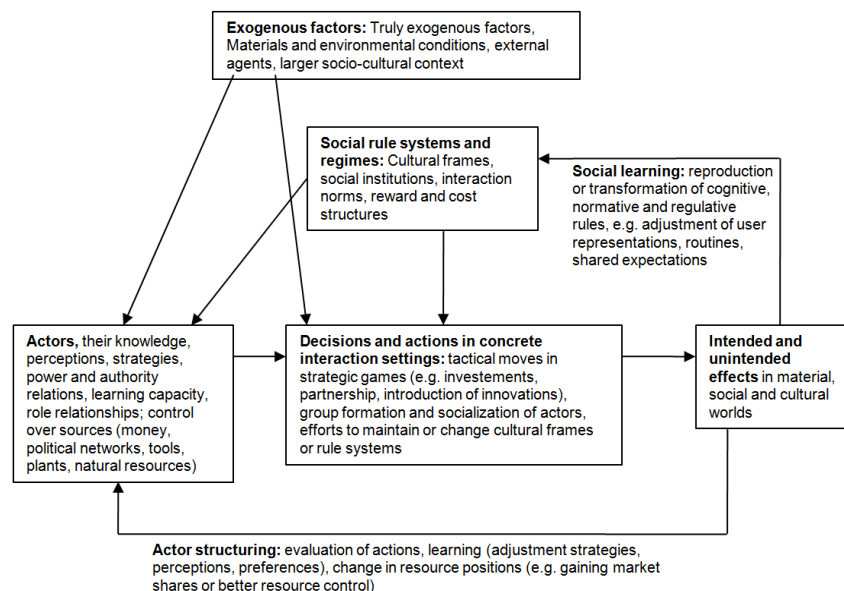 Exogenous factors: Truly exogenous factors,
Materials and environmental conditions, external
agents, larger socio-cultural context
Social rule systems and
regimes: Cultural frames,
social institutions, interaction
norms, reward and cost
structures
Social learning: reproduction
or transformation of cognitive,
normative and regulative
rules, e.g. adjustment of user
representations, routines,
shared expectations
Actors, their knowledge,
perceptions, strategies,
power and authority
relations, learning capacity,
role relationships; control
over sources (money,
political networks, tools,
plants, natural resources)
Decisions and actions in concrete
interaction settings: tactical moves in
strategic games (e.g. investements,
partnership, introduction of innovations),
group formation and socialization of actors,
efforts to maintain or change cultural frames
or rule systems
Intended and
unintended
effects in material,
social and cultural
worlds
Actor structuring: evaluation of actions, learning (adjustment strategies,
perceptions, preferences), change in resource positions (e.g. gaining market
shares or better resource control)